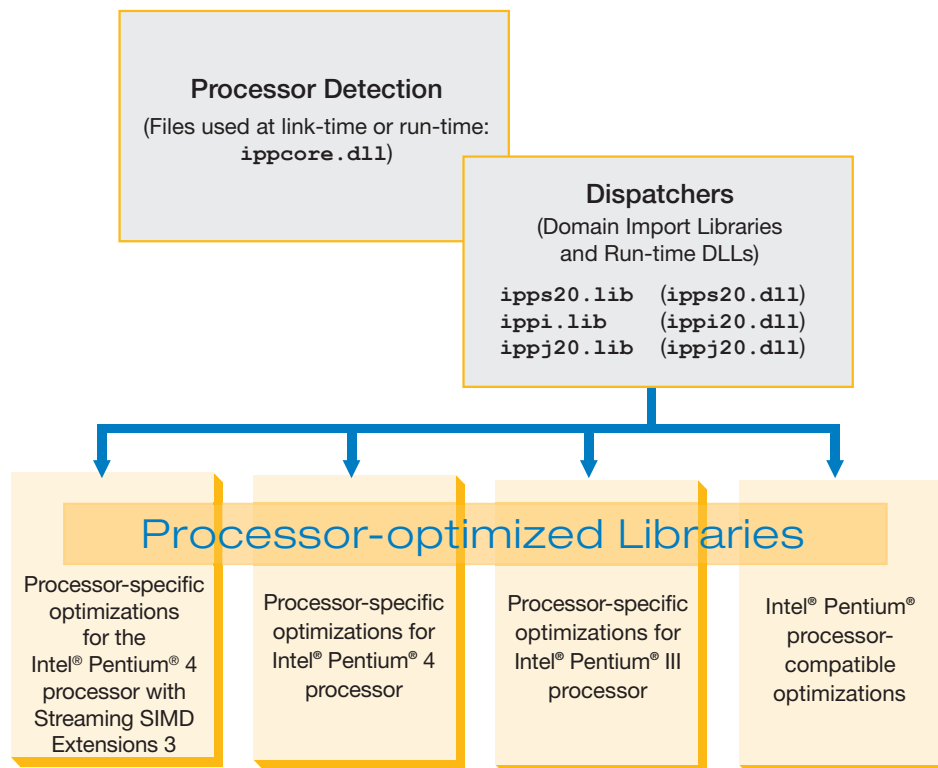 Processor Detection
(Files used at link-time or run-time:
ippcore.dll)
Dispatchers
(Domain Import Libraries
and Run-time DLLs)
ipps20.lib (ipps20.dll)
ippi.lib (ippi20.dll)
ippj20.lib (ippj20.dll)
Processor-optimized Libraries
Processor-specific
optimizations
for the
Intel® Pentium® 4
processor with
Streaming SIMD
Extensions 3
Processor-specific
optimizations for
Intel® Pentium® 4
processor
Processor-specific
optimizations for
Intel® Pentium® III
processor
Intel® Pentium®
processor-
compatible
optimizations